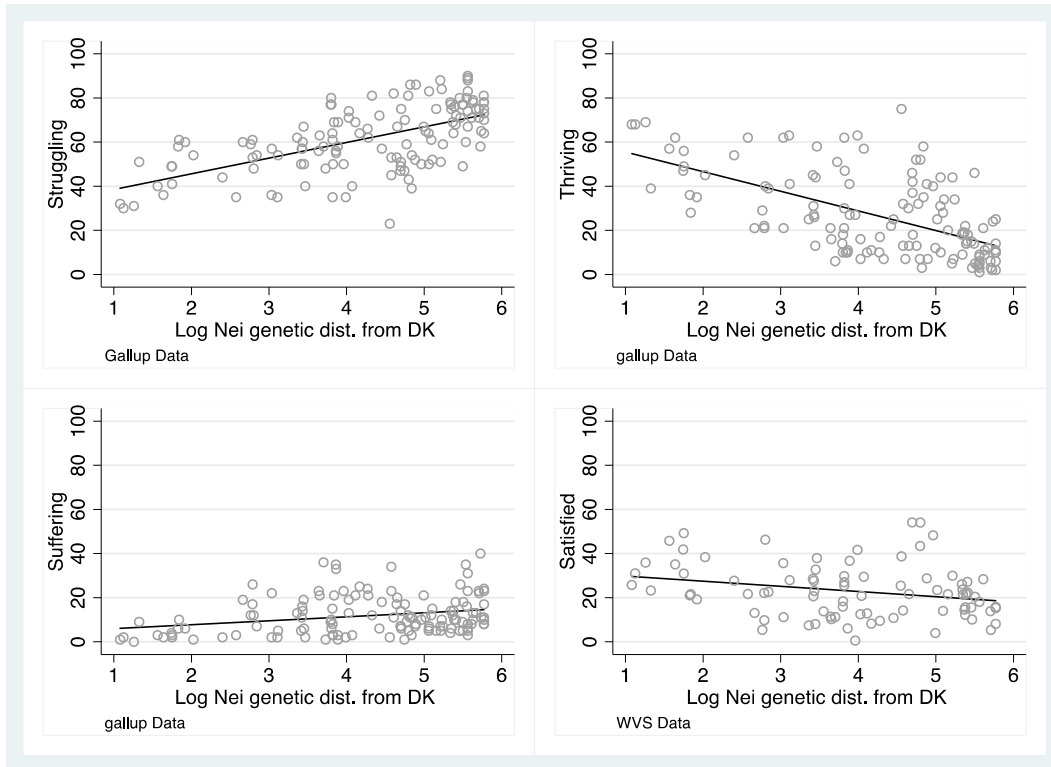 Struggling
0 20 40 60 80 100
1 2 3 4 5 6
Log Nei genetic dist. from DK
Gallup Data
Thriving
0 20 40 60 80 100
1 2 3 4 5 6
Log Nei genetic dist. from DK
gallup Data
Suffering
0 20 40 60 80 100
1 2 3 4 5 6
Log Nei genetic dist. from DK
gallup Data
Satisfied
0 20 40 60 80 100
1 2 3 4 5 6
Log Nei genetic dist. from DK
WVS Data